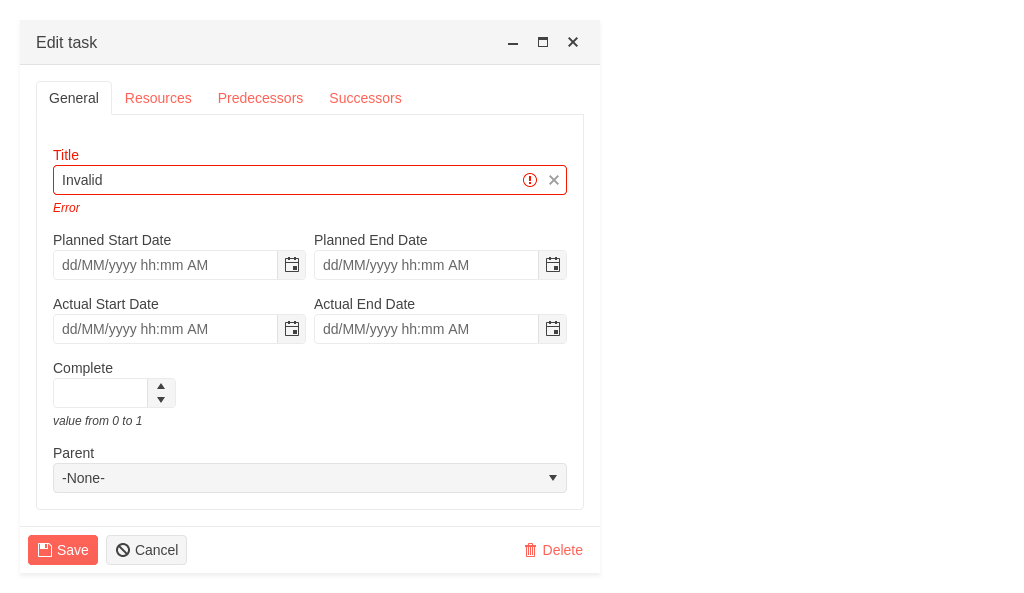 Edit task
General Resources Predecessors Successors
Title
Invalid
Error
Planned Start Date Planned End Date
dd/MM/yyyy hh:mm AM dd/MM/yyyy hh:mm AM
Actual Start Date Actual End Date
dd/MM/yyyy hh:mm AM dd/MM/yyyy hh:mm AM
Complete
value from 0 to 1
Parent
-None-
Save Cancel Delete